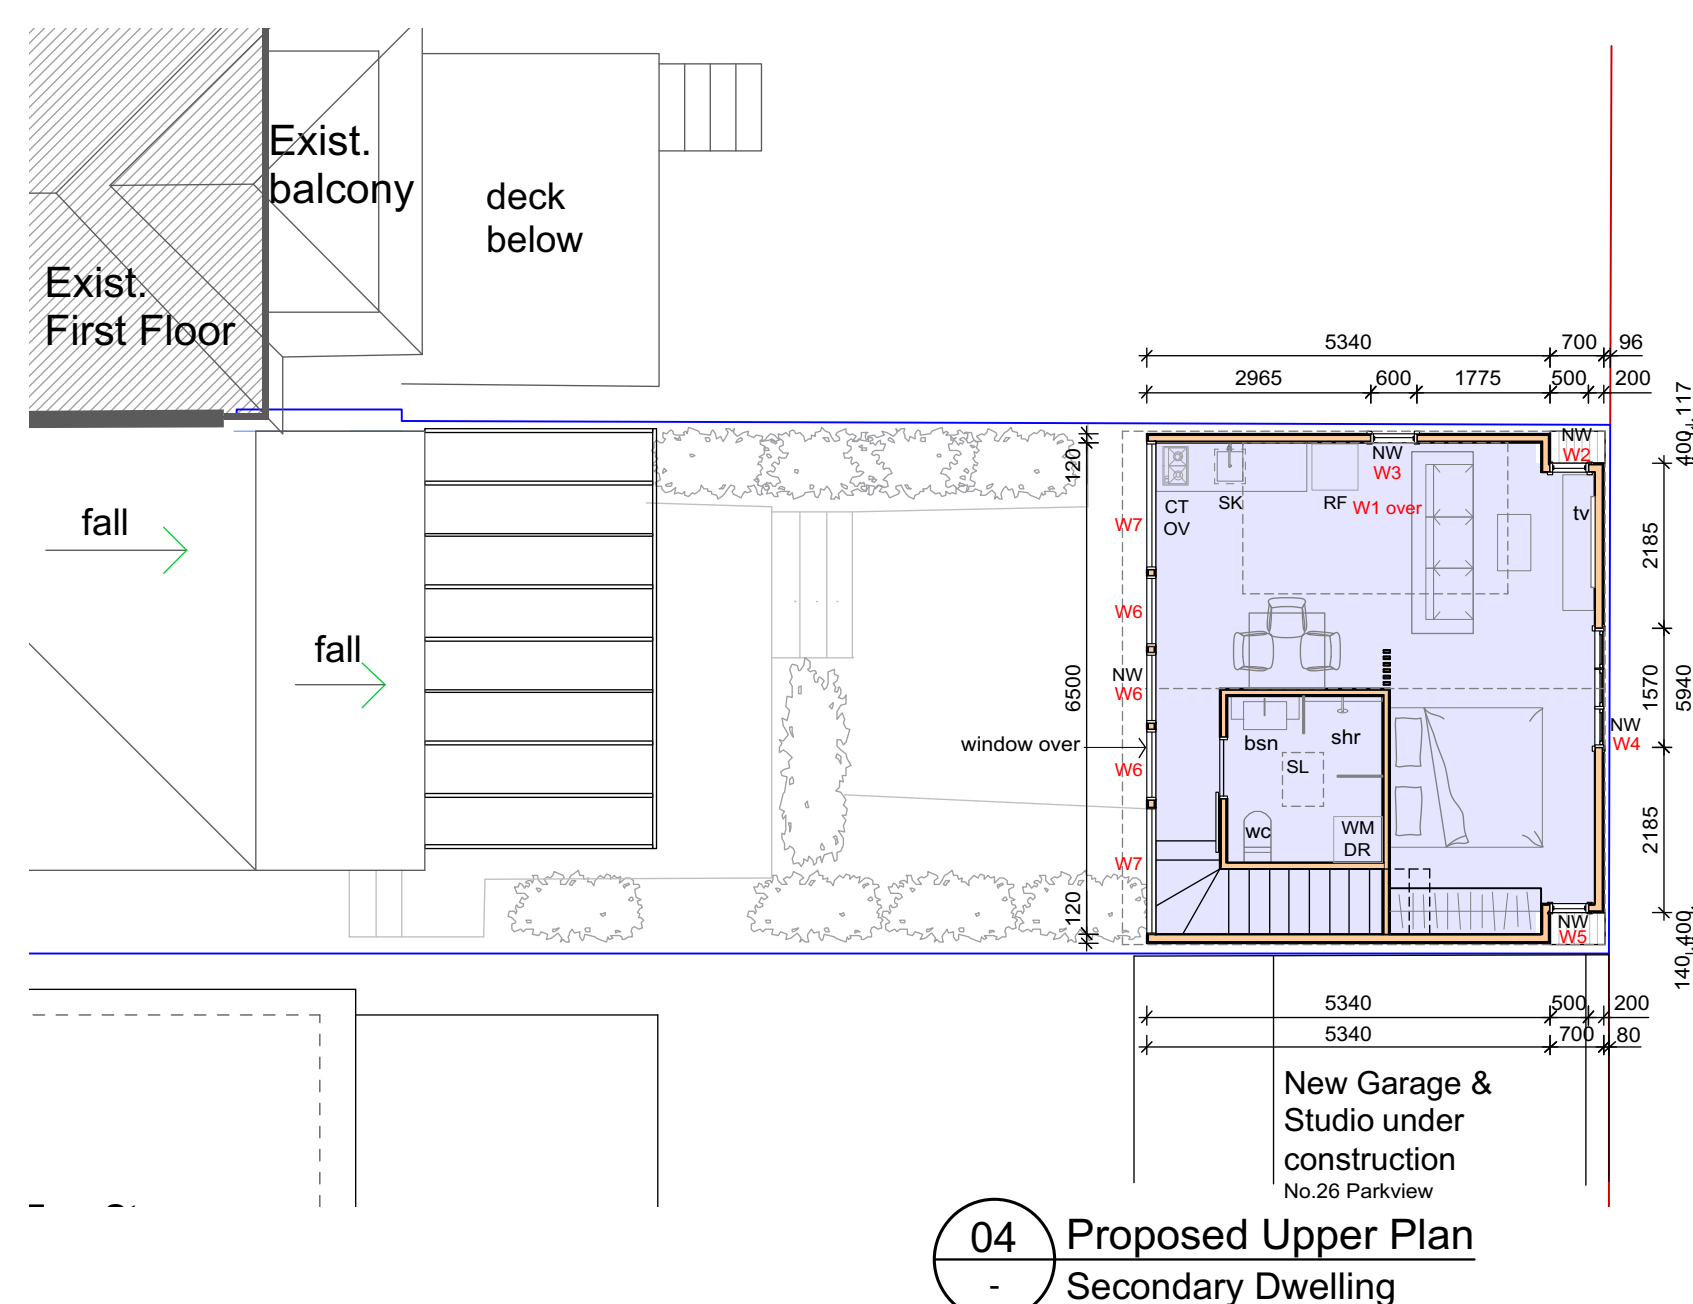 Exist.
balcony
deck
below
Exist.
First Floor
fall
fall
5340
700
96
2965
600
1775
500
200
117
400
120
NW
W2
NW
W3
CT
OV
SK
RF
W1 over
tv
W7
W6
NW
W6
window over
W6
W7
6500
120
2185
1570
5940
2185
NW
W4
bsn
shr
SL
wc
WM
DR
NW
W5
400
140
5340
500
200
5340
700
80
New Garage &
Studio under
construction
No.26 Parkview
04
-
Proposed Upper Plan
Secondary Dwelling